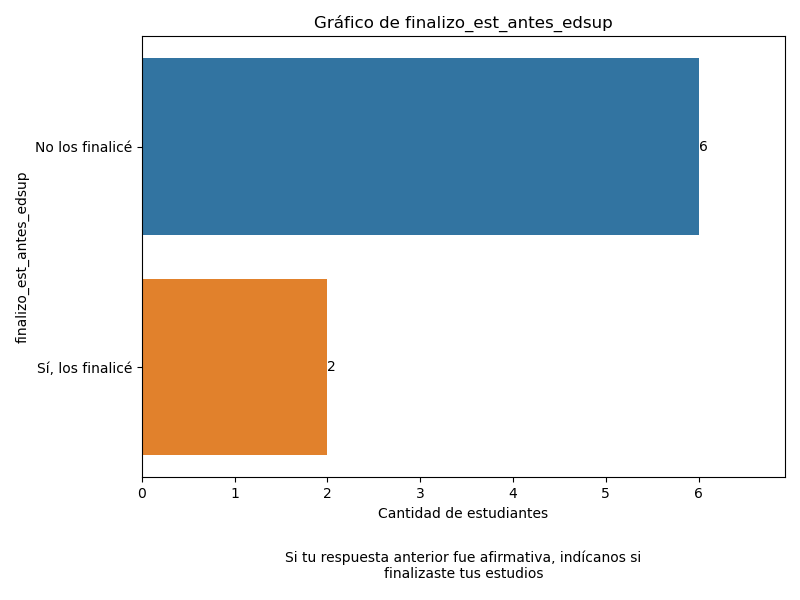 Gráfico de finalizo_est_antes_edsup
finalizo_est_antes_edsup
No los finalicé
6
Sí, los finalicé
2
0 1 2 3 4 5 6
Cantidad de estudiantes
Si tu respuesta anterior fue afirmativa, indícanos si
finalizaste tus estudios